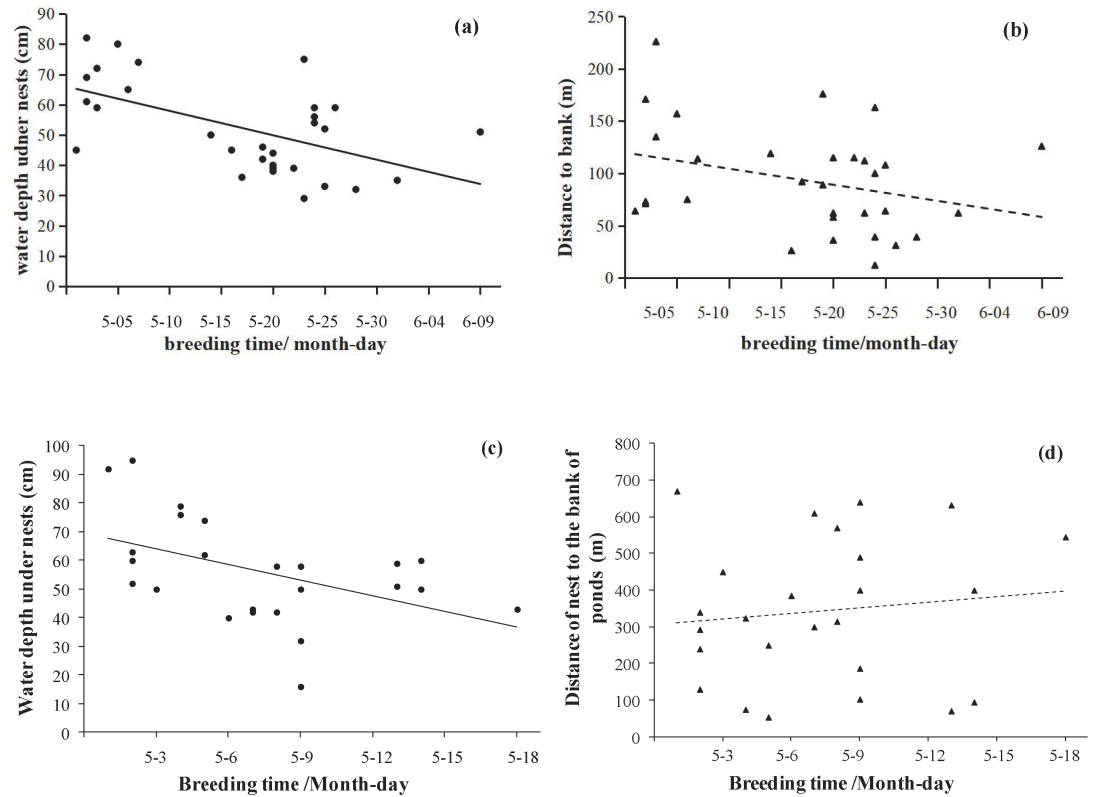 (a)
water depth udner nests (cm)
90
80
70
60
50
40
30
20
10
0
5-05 5-10 5-15 5-20 5-25 5-30 6-04 6-09
breeding time/ month-day
(b)
Distance to bank (m)
250
200
150
100
50
0
5-05 5-10 5-15 5-20 5-25 5-30 6-04 6-09
breeding time/month-day
(c)
Water depth under nests (cm)
100
90
80
70
60
50
40
30
20
10
0
5-3 5-6 5-9 5-12 5-15 5-18
Breeding time /Month-day
(d)
Distance of nest to the bank of
ponds (m)
800
700
600
500
400
300
200
100
0
5-3 5-6 5-9 5-12 5-15 5-18
Breeding time /Month-day